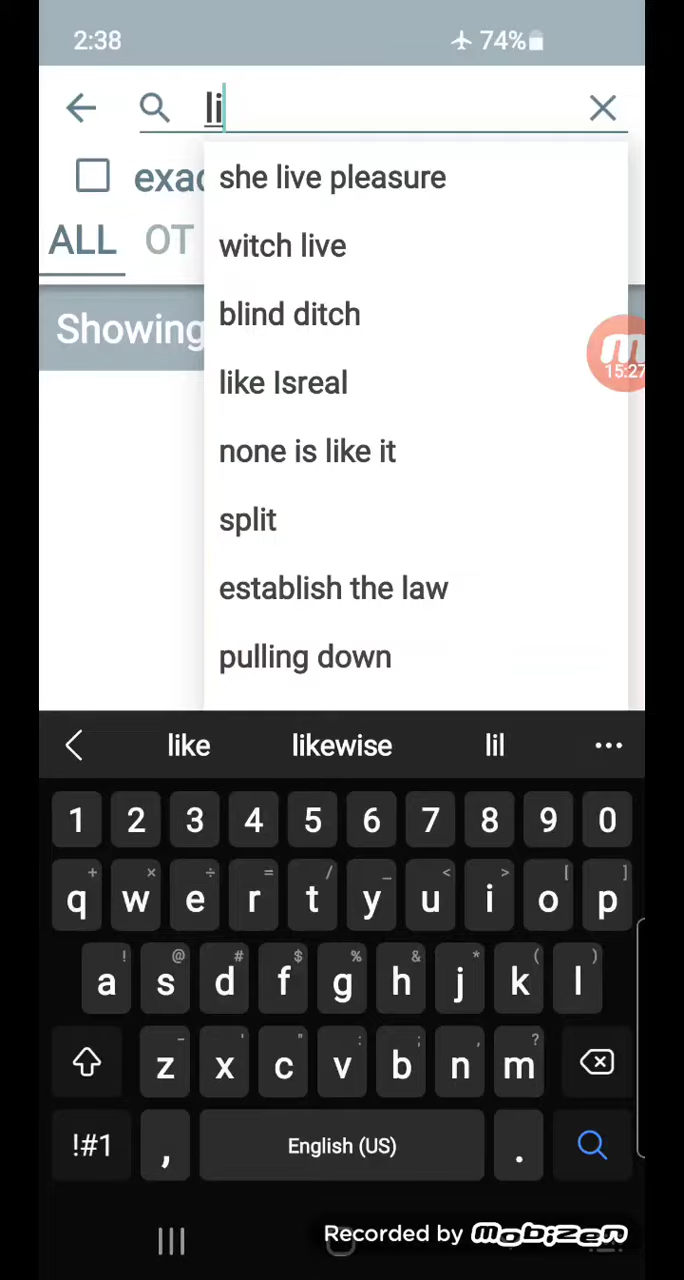 2:38 74%
li
exac
she live pleasure
ALL OT
witch live
blind ditch
Showing
like Isreal
15:27
none is like it
split
establish the law
pulling down
like likewise lil ...
1 2 3 4 5 6 7 8 9 0
+ × ÷ = / _ < > [ ]
q w e r t y u i o p
! @ # $ % & * ( )
a s d f g h j k l
- ' " : ; , ?
z x c v b n m
!#1 , English (US) .
Recorded by mobizen